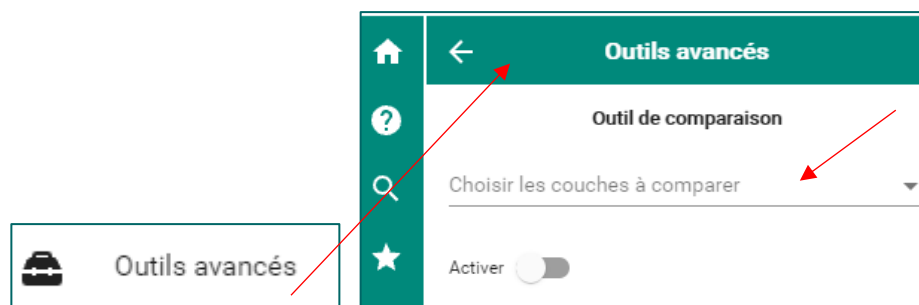 Outils avancés
Outil de comparaison
Choisir les couches à comparer
Activer
Outils avancés